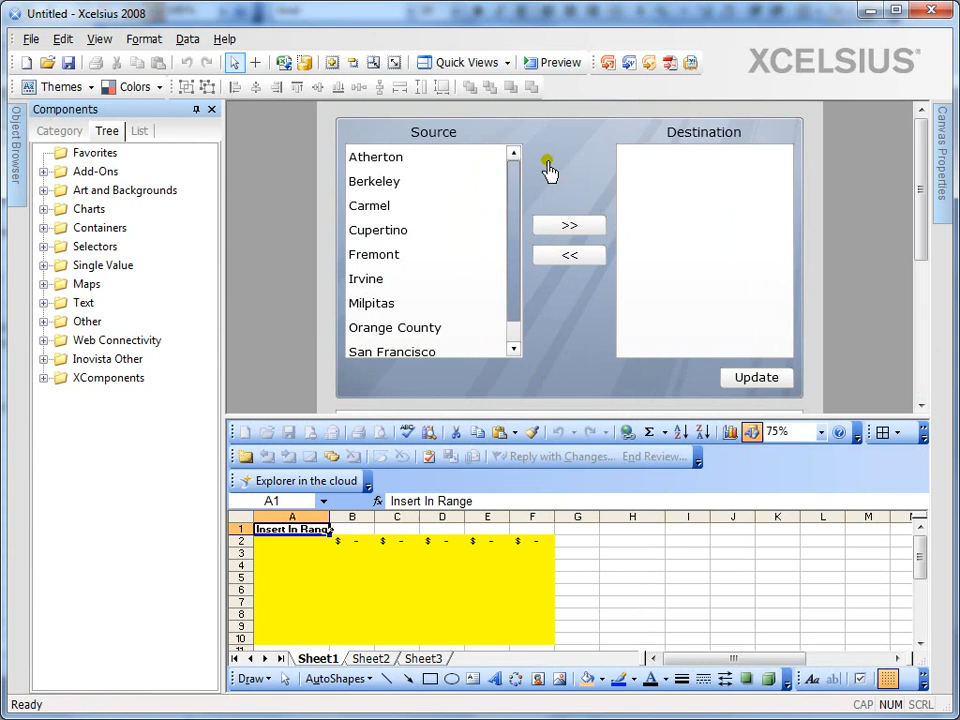 Untitled - Xcelsius 2008
File Edit View Format Data Help
Quick Views Preview
XCELSIUS®
Themes Colors
Components
Category Tree List
Object Browser
Favorites
Add-Ons
Art and Backgrounds
Charts
Containers
Selectors
Single Value
Maps
Text
Other
Web Connectivity
Inovista Other
XComponents
Source
Destination
Atherton
Berkeley
Carmel
Cupertino
Fremont
Irvine
Milpitas
Orange County
San Francisco
>>
<<
Update
Canvas Properties
75%
Reply with Changes... End Review...
Explorer in the cloud
A1 fx Insert In Range
A B C D E F G H I J K L M
1 Insert In Rang
2 $ - $ - $ - $ - $ -
3
4
5
6
7
8
9
10
Sheet1 Sheet2 Sheet3
Draw AutoShapes
Ready
CAP NUM SCRL